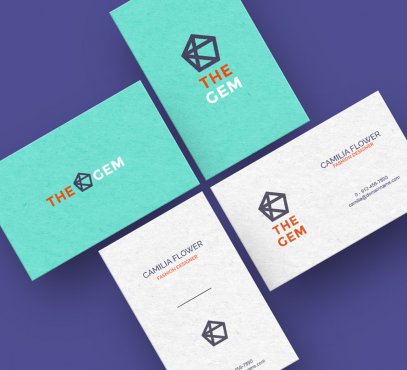 THE
GEM
THE GEM
CAMILIA FLOWER
FASHION DESIGNER
THE
GEM
CAMILIA FLOWER
FASHION DESIGNER